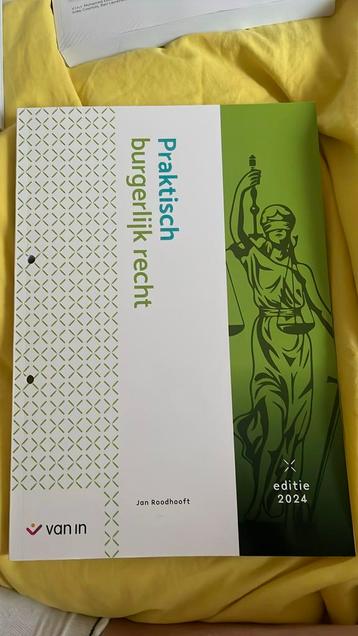 Praktisch
burgerlijk recht
Jan Roodhooft
editie
2024
van in